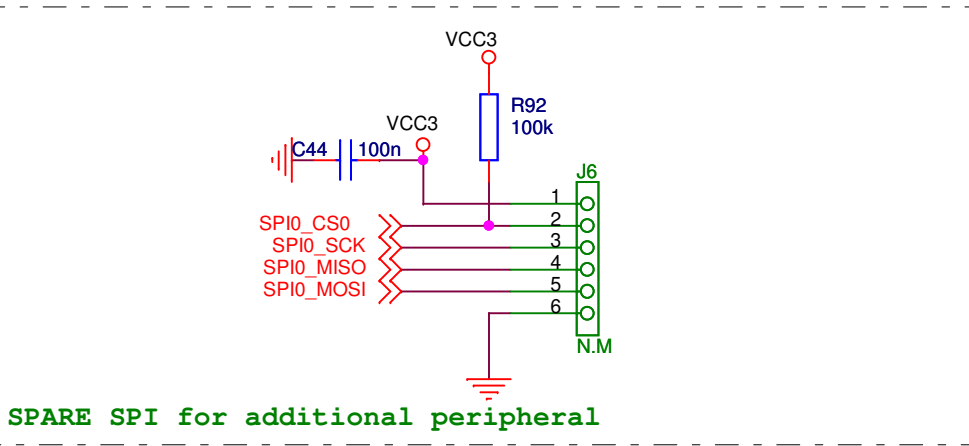 VCC3
R92
100k
VCC3
C44 100n
J6
1
SPI0_CS0 2
SPI0_SCK 3
SPI0_MISO 4
SPI0_MOSI 5
6
N.M
SPARE SPI for additional peripheral